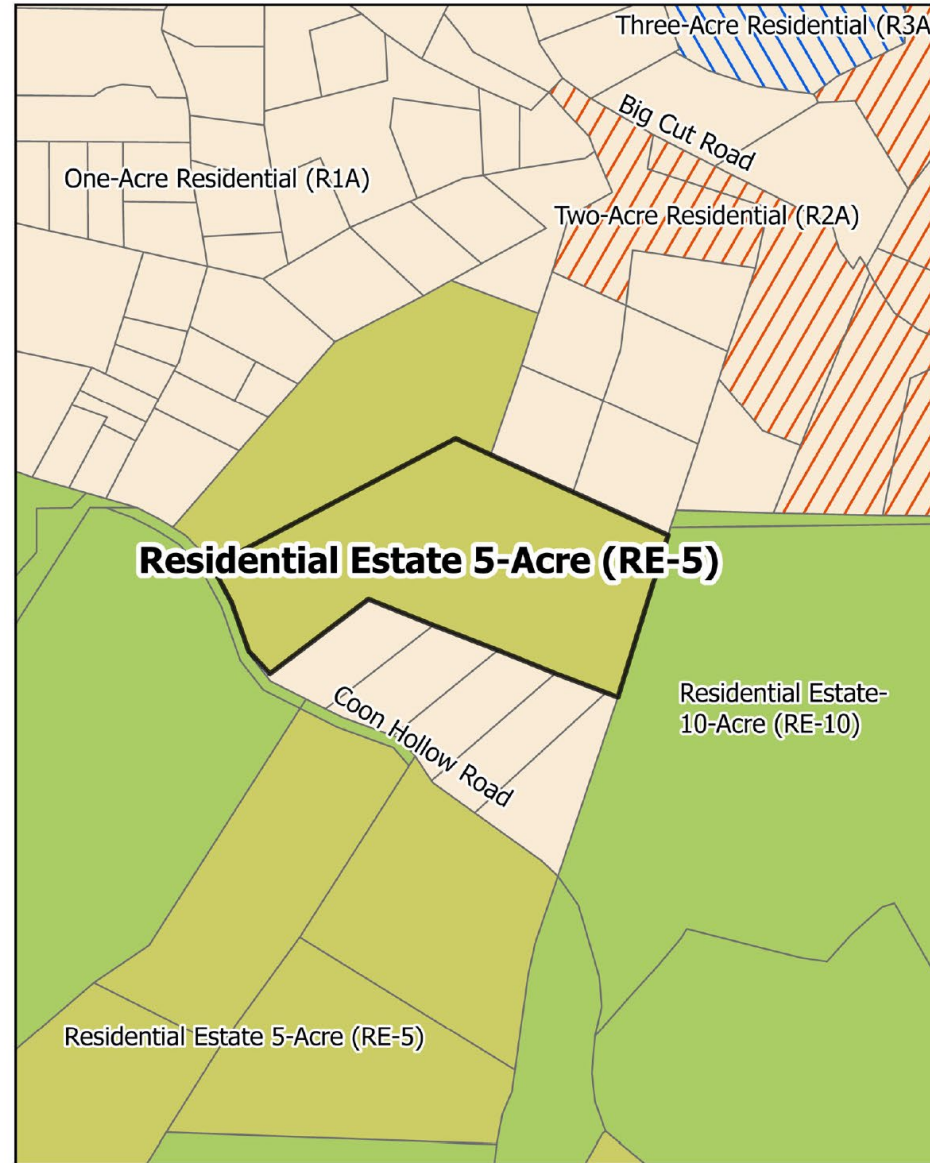 Three-Acre Residential (R3A
Big Cut Road
One-Acre Residential (R1A)
Two-Acre Residential (R2A)
Residential Estate 5-Acre (RE-5)
Residential Estate-
10-Acre (RE-10)
Coon Hollow Road
Residential Estate 5-Acre (RE-5)